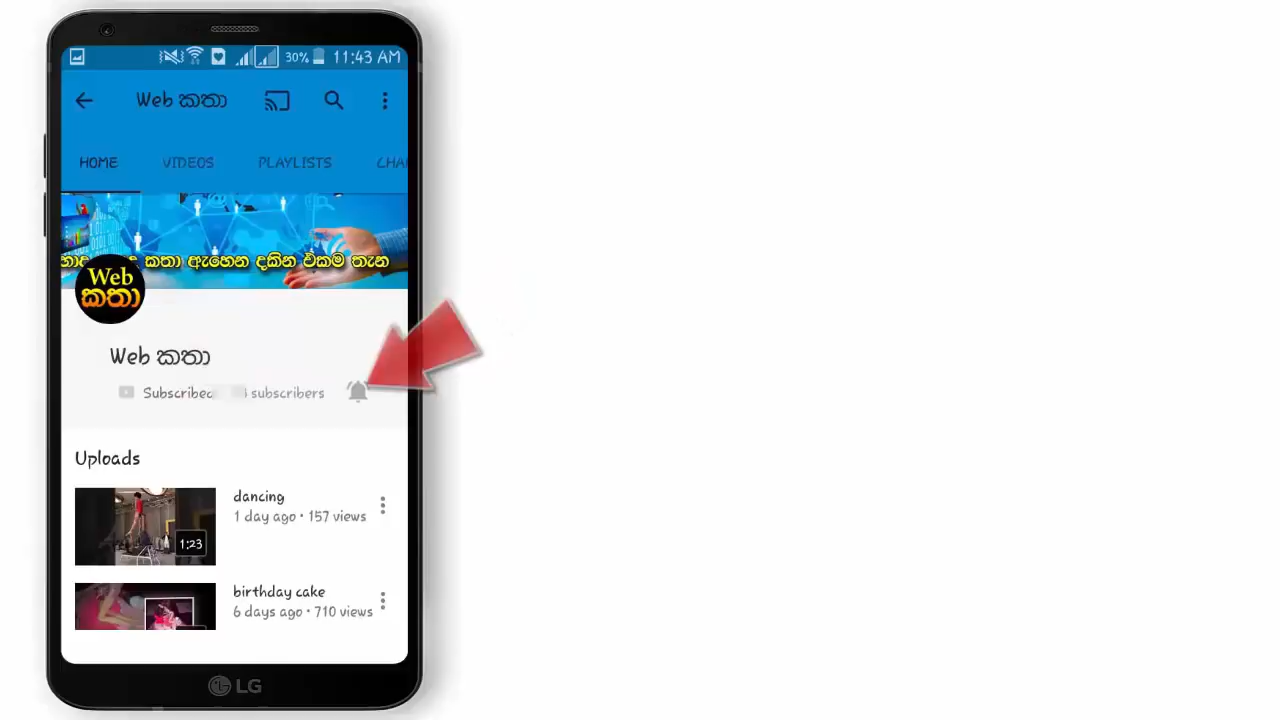 30% 11:43 AM
Web කතා
HOME VIDEOS PLAYLISTS
කතා ඇහෙන දකින එකම තැන
Web
කතා
Web කතා
Subscribed subscribers
Uploads
dancing
1 day ago • 157 views
1:23
birthday cake
6 days ago • 710 views
LG